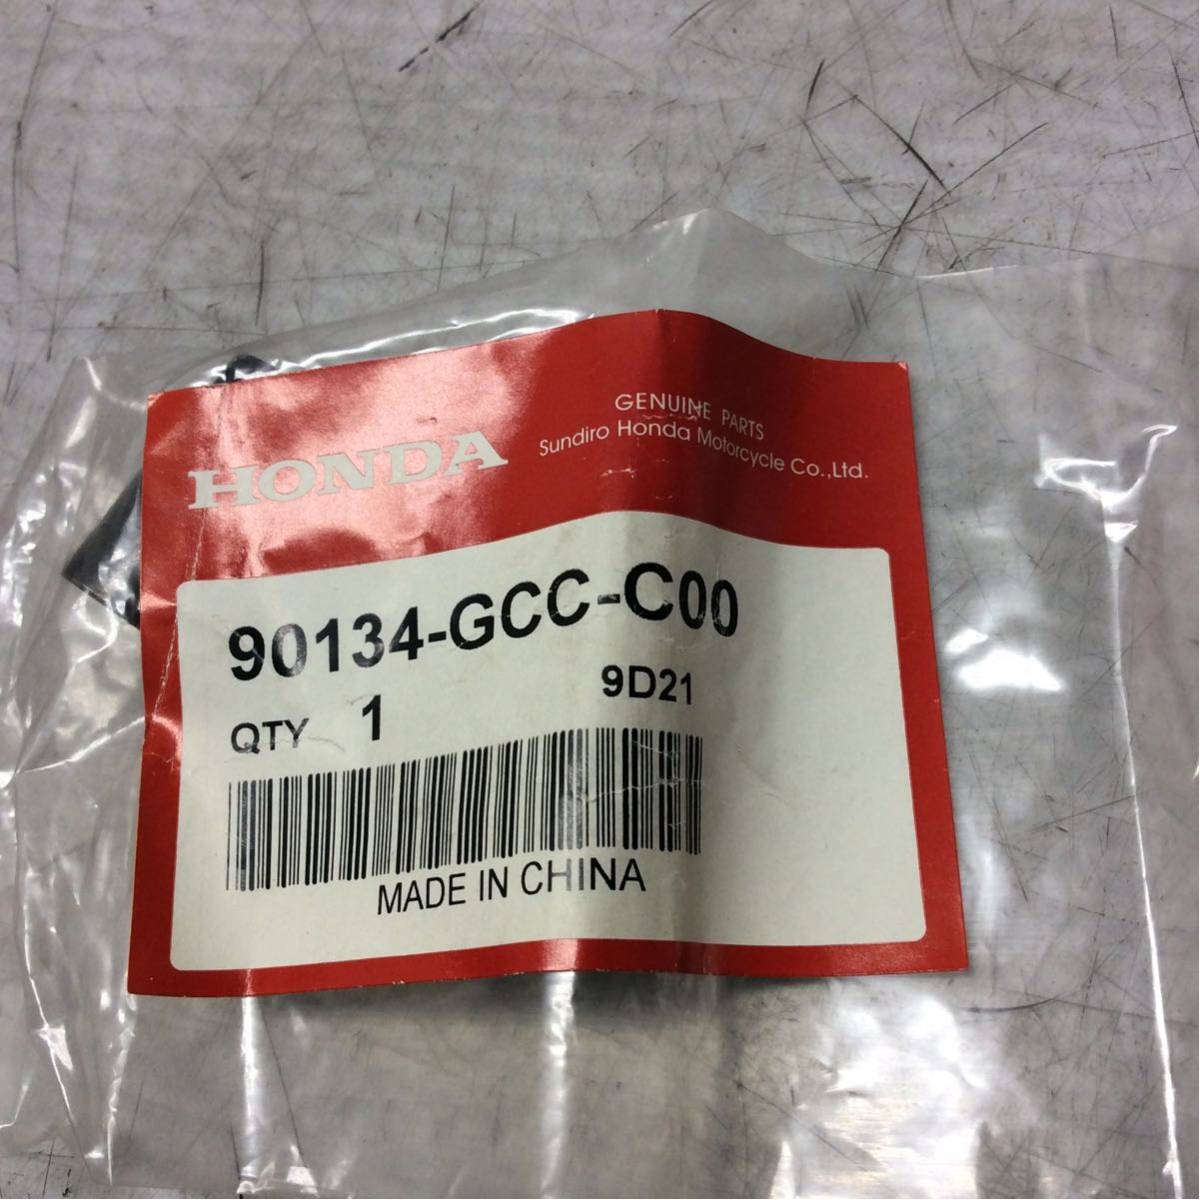 HONDA
GENUINE PARTS
Sundiro Honda Motorcycle Co.,Ltd.
90134-GCC-C00
QTY 1
9D21
MADE IN CHINA